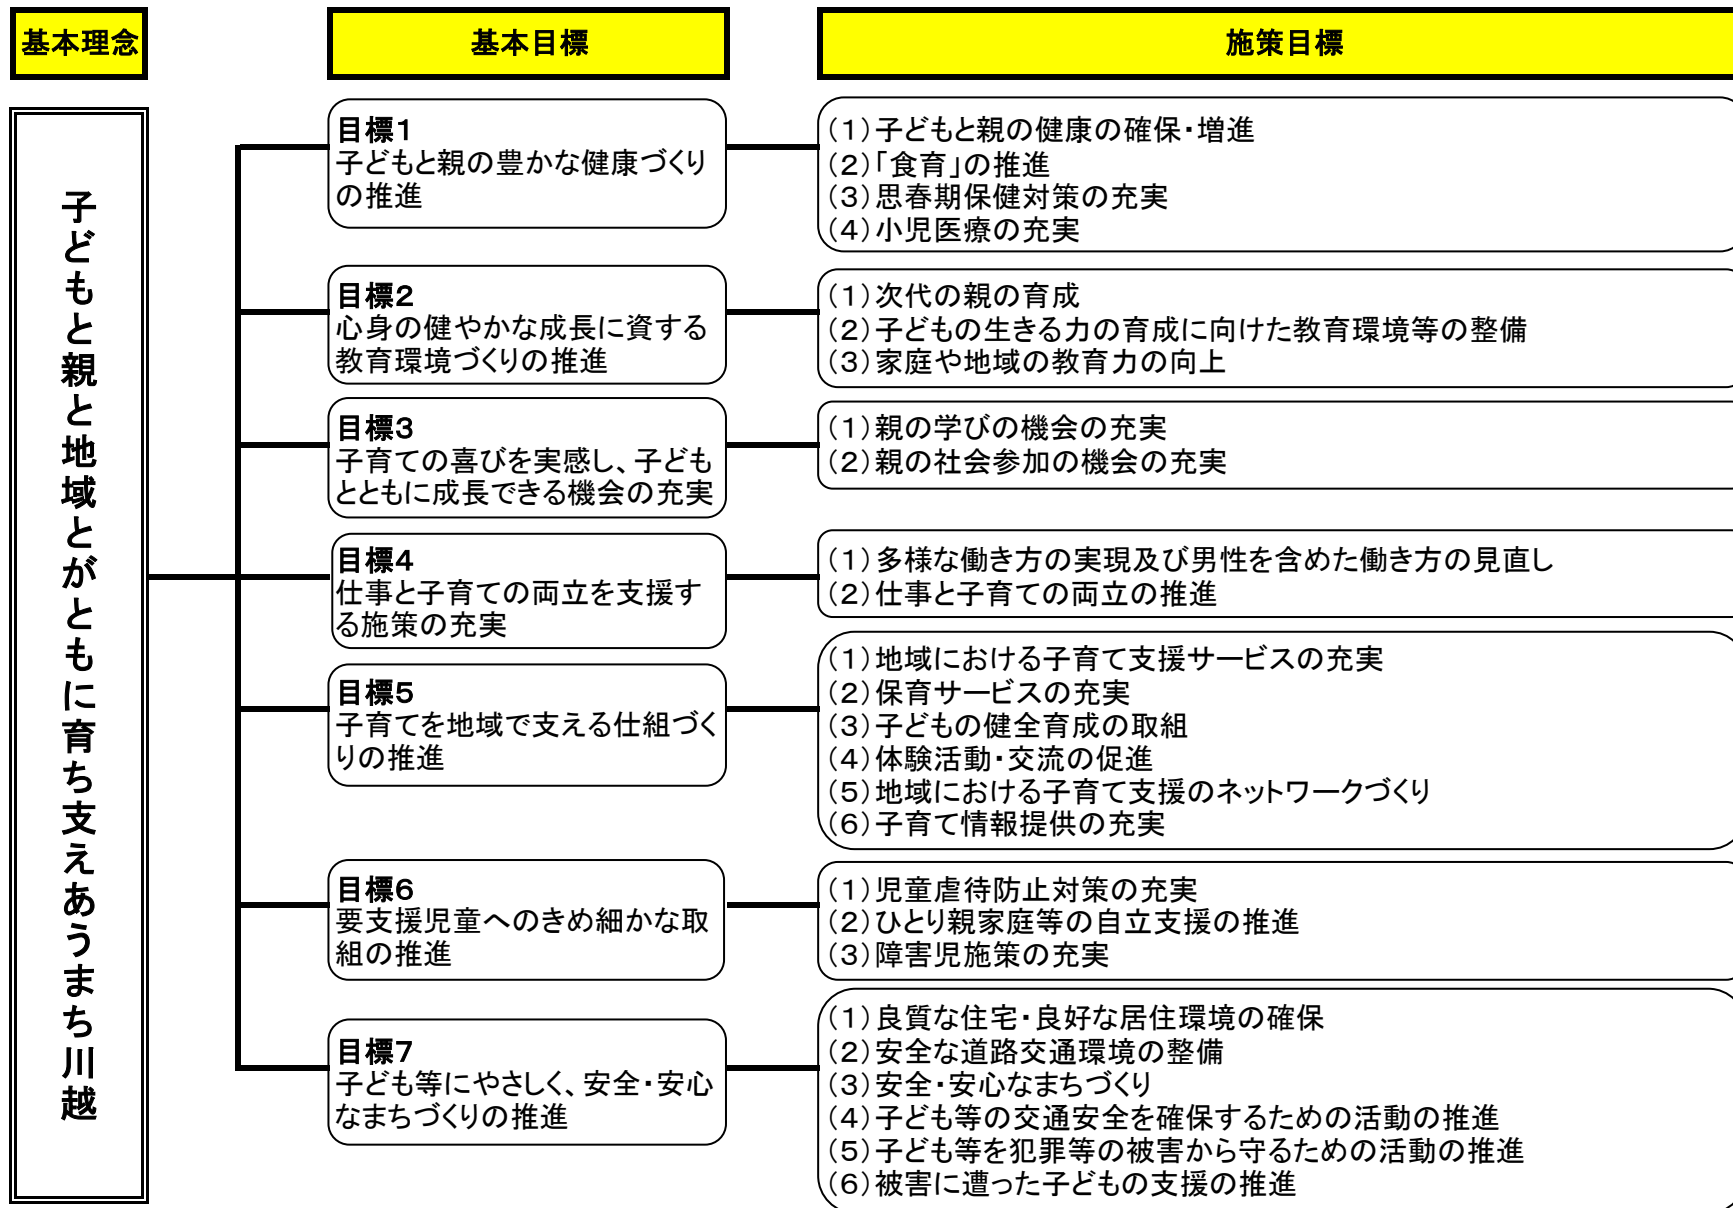 基本理念
基本目標
施策目標
子どもと親と地域とがともに育ち支えあうまち川越
目標1
子どもと親の豊かな健康づくり
の推進
(1)子どもと親の健康の確保・増進
(2)「食育」の推進
(3)思春期保健対策の充実
(4)小児医療の充実
目標2
心身の健やかな成長に資する
教育環境づくりの推進
(1)次代の親の育成
(2)子どもの生きる力の育成に向けた教育環境等の整備
(3)家庭や地域の教育力の向上
目標3
子育ての喜びを実感し、子ども
とともに成長できる機会の充実
(1)親の学びの機会の充実
(2)親の社会参加の機会の充実
目標4
仕事と子育ての両立を支援す
る施策の充実
(1)多様な働き方の実現及び男性を含めた働き方の見直し
(2)仕事と子育ての両立の推進
目標5
子育てを地域で支える仕組づく
りの推進
(1)地域における子育て支援サービスの充実
(2)保育サービスの充実
(3)子どもの健全育成の取組
(4)体験活動・交流の促進
(5)地域における子育て支援のネットワークづくり
(6)子育て情報提供の充実
目標6
要支援児童へのきめ細かな取
組の推進
(1)児童虐待防止対策の充実
(2)ひとり親家庭等の自立支援の推進
(3)障害児施策の充実
目標7
子ども等にやさしく、安全・安心
なまちづくりの推進
(1)良質な住宅・良好な居住環境の確保
(2)安全な道路交通環境の整備
(3)安全・安心なまちづくり
(4)子ども等の交通安全を確保するための活動の推進
(5)子ども等を犯罪等の被害から守るための活動の推進
(6)被害に遭った子どもの支援の推進